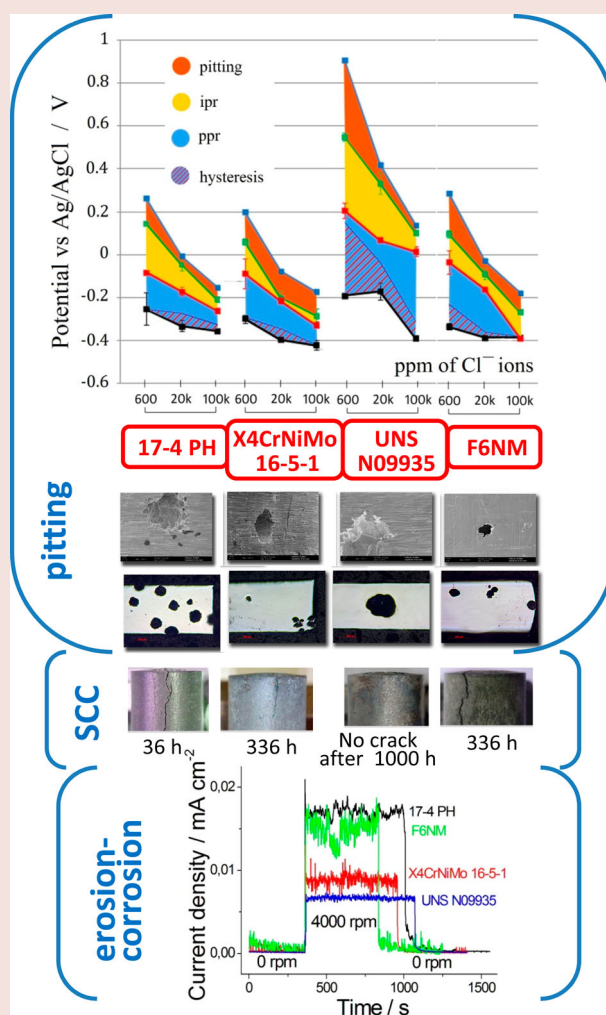 Potential vs Ag/AgCl / V
1
0.8
0.6
0.4
0.2
0
-0.2
-0.4
-0.6
pitting
ipr
ppr
hysteresis
ppm of Cl⁻ ions
600 20k 100k 600 20k 100k 600 20k 100k 600 20k 100k
17-4 PH
X4CrNiMo
16-5-1
UNS
N09935
F6NM
pitting
SCC
36 h
336 h
No crack
after 1000 h
336 h
erosion-
corrosion
Current density / mA cm⁻²
0,02
0,01
0,00
17-4 PH
F6NM
X4CrNiMo 16-5-1
UNS N09935
4000 rpm
0 rpm
0 rpm
0 500 1000 1500
Time / s